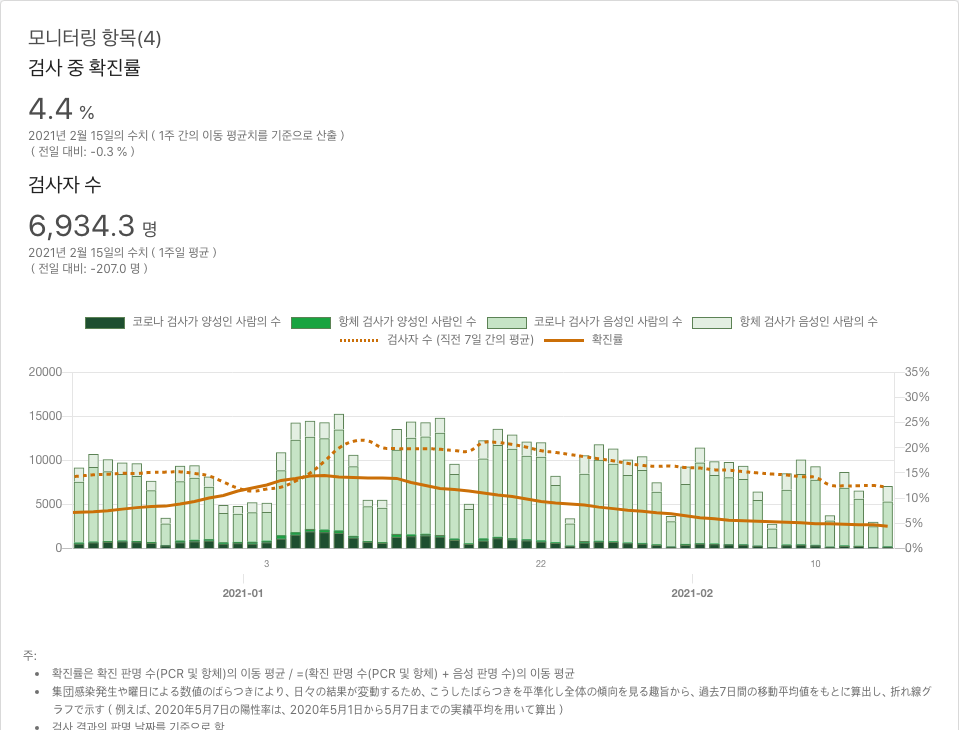 모니터링 항목(4)
검사 중 확진률
4.4 %
2021년 2월 15일의 수치 ( 1주 간의 이동 평균치를 기준으로 산출 )
( 전일 대비: -0.3 % )
검사자 수
6,934.3 명
2021년 2월 15일의 수치 ( 1주일 평균 )
( 전일 대비: -207.0 명 )
코로나 검사가 양성인 사람의 수 항체 검사가 양성인 사람인 수 코로나 검사가 음성인 사람의 수 항체 검사가 음성인 사람의 수
검사자 수 (직전 7일 간의 평균) 확진률
20000 35%
30%
15000 25%
20%
10000 15%
10%
5000 5%
0 0%
3 22 10
2021-01 2021-02
주:
• 확진률은 확진 판명 수(PCR 및 항체)의 이동 평균 / =(확진 판명 수(PCR 및 항체) + 음성 판명 수)의 이동 평균
• 集団感染発生や曜日による数値のばらつきにより、日々の結果が変動するため、こうしたばらつきを平準化し全体の傾向を見る趣旨から、過去7日間の移動平均値をもとに算出し、折れ線グ
ラフで示す ( 例えば、2020年5月7日の陽性率は、2020年5月1日から5月7日までの実績平均を用いて算出 )
• 검사 결과의 판명 날짜를 기준으로 함